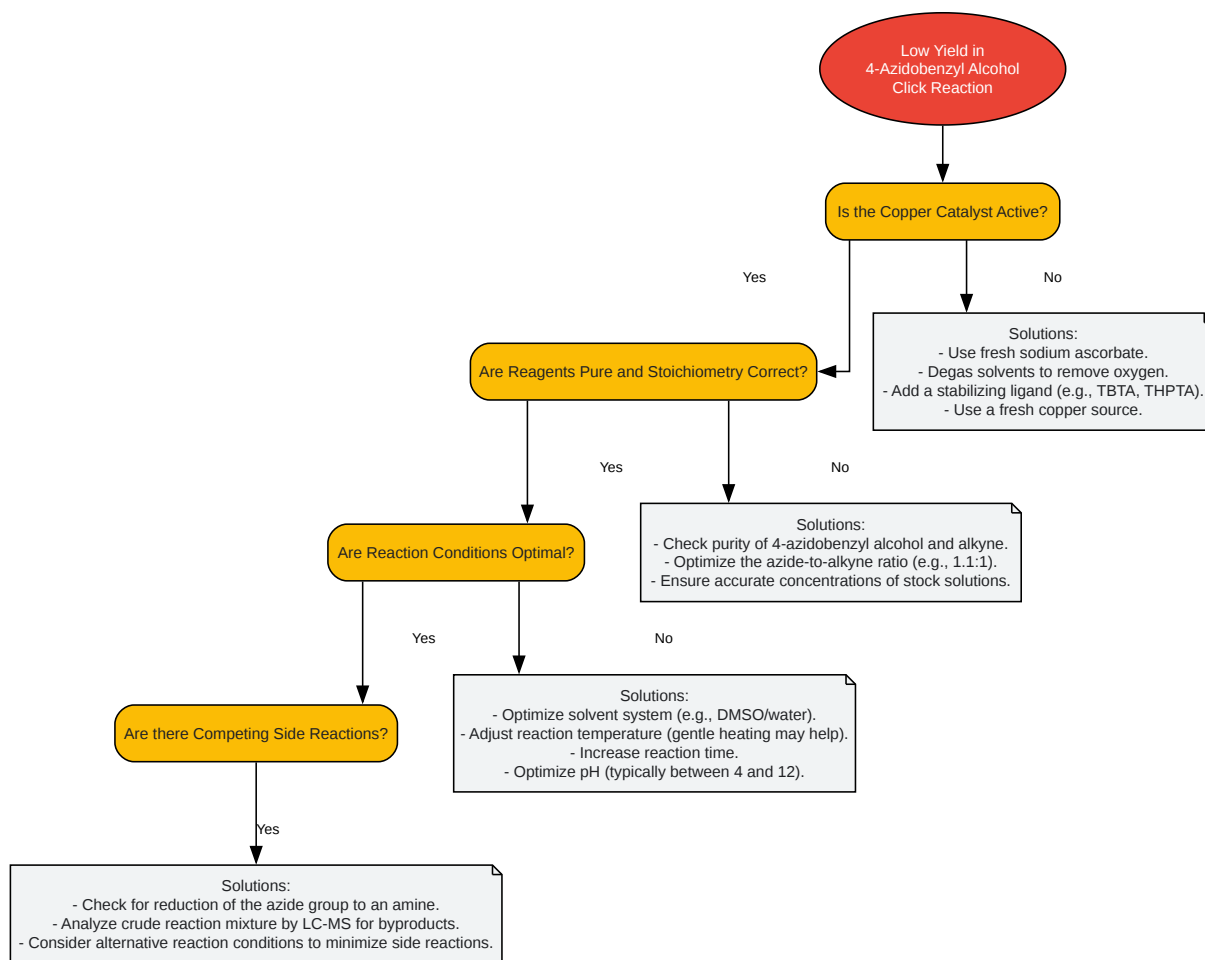 Low Yield in
4-Azidobenzyl Alcohol
Click Reaction
Is the Copper Catalyst Active?
Yes
No
Solutions:
- Use fresh sodium ascorbate.
- Degas solvents to remove oxygen.
- Add a stabilizing ligand (e.g., TBTA, THPTA).
- Use a fresh copper source.
Are Reagents Pure and Stoichiometry Correct?
Yes
No
Solutions:
- Check purity of 4-azidobenzyl alcohol and alkyne.
- Optimize the azide-to-alkyne ratio (e.g., 1.1:1).
- Ensure accurate concentrations of stock solutions.
Are Reaction Conditions Optimal?
Yes
No
Solutions:
- Optimize solvent system (e.g., DMSO/water).
- Adjust reaction temperature (gentle heating may help).
- Increase reaction time.
- Optimize pH (typically between 4 and 12).
Are there Competing Side Reactions?
Yes
Solutions:
- Check for reduction of the azide group to an amine.
- Analyze crude reaction mixture by LC-MS for byproducts.
- Consider alternative reaction conditions to minimize side reactions.